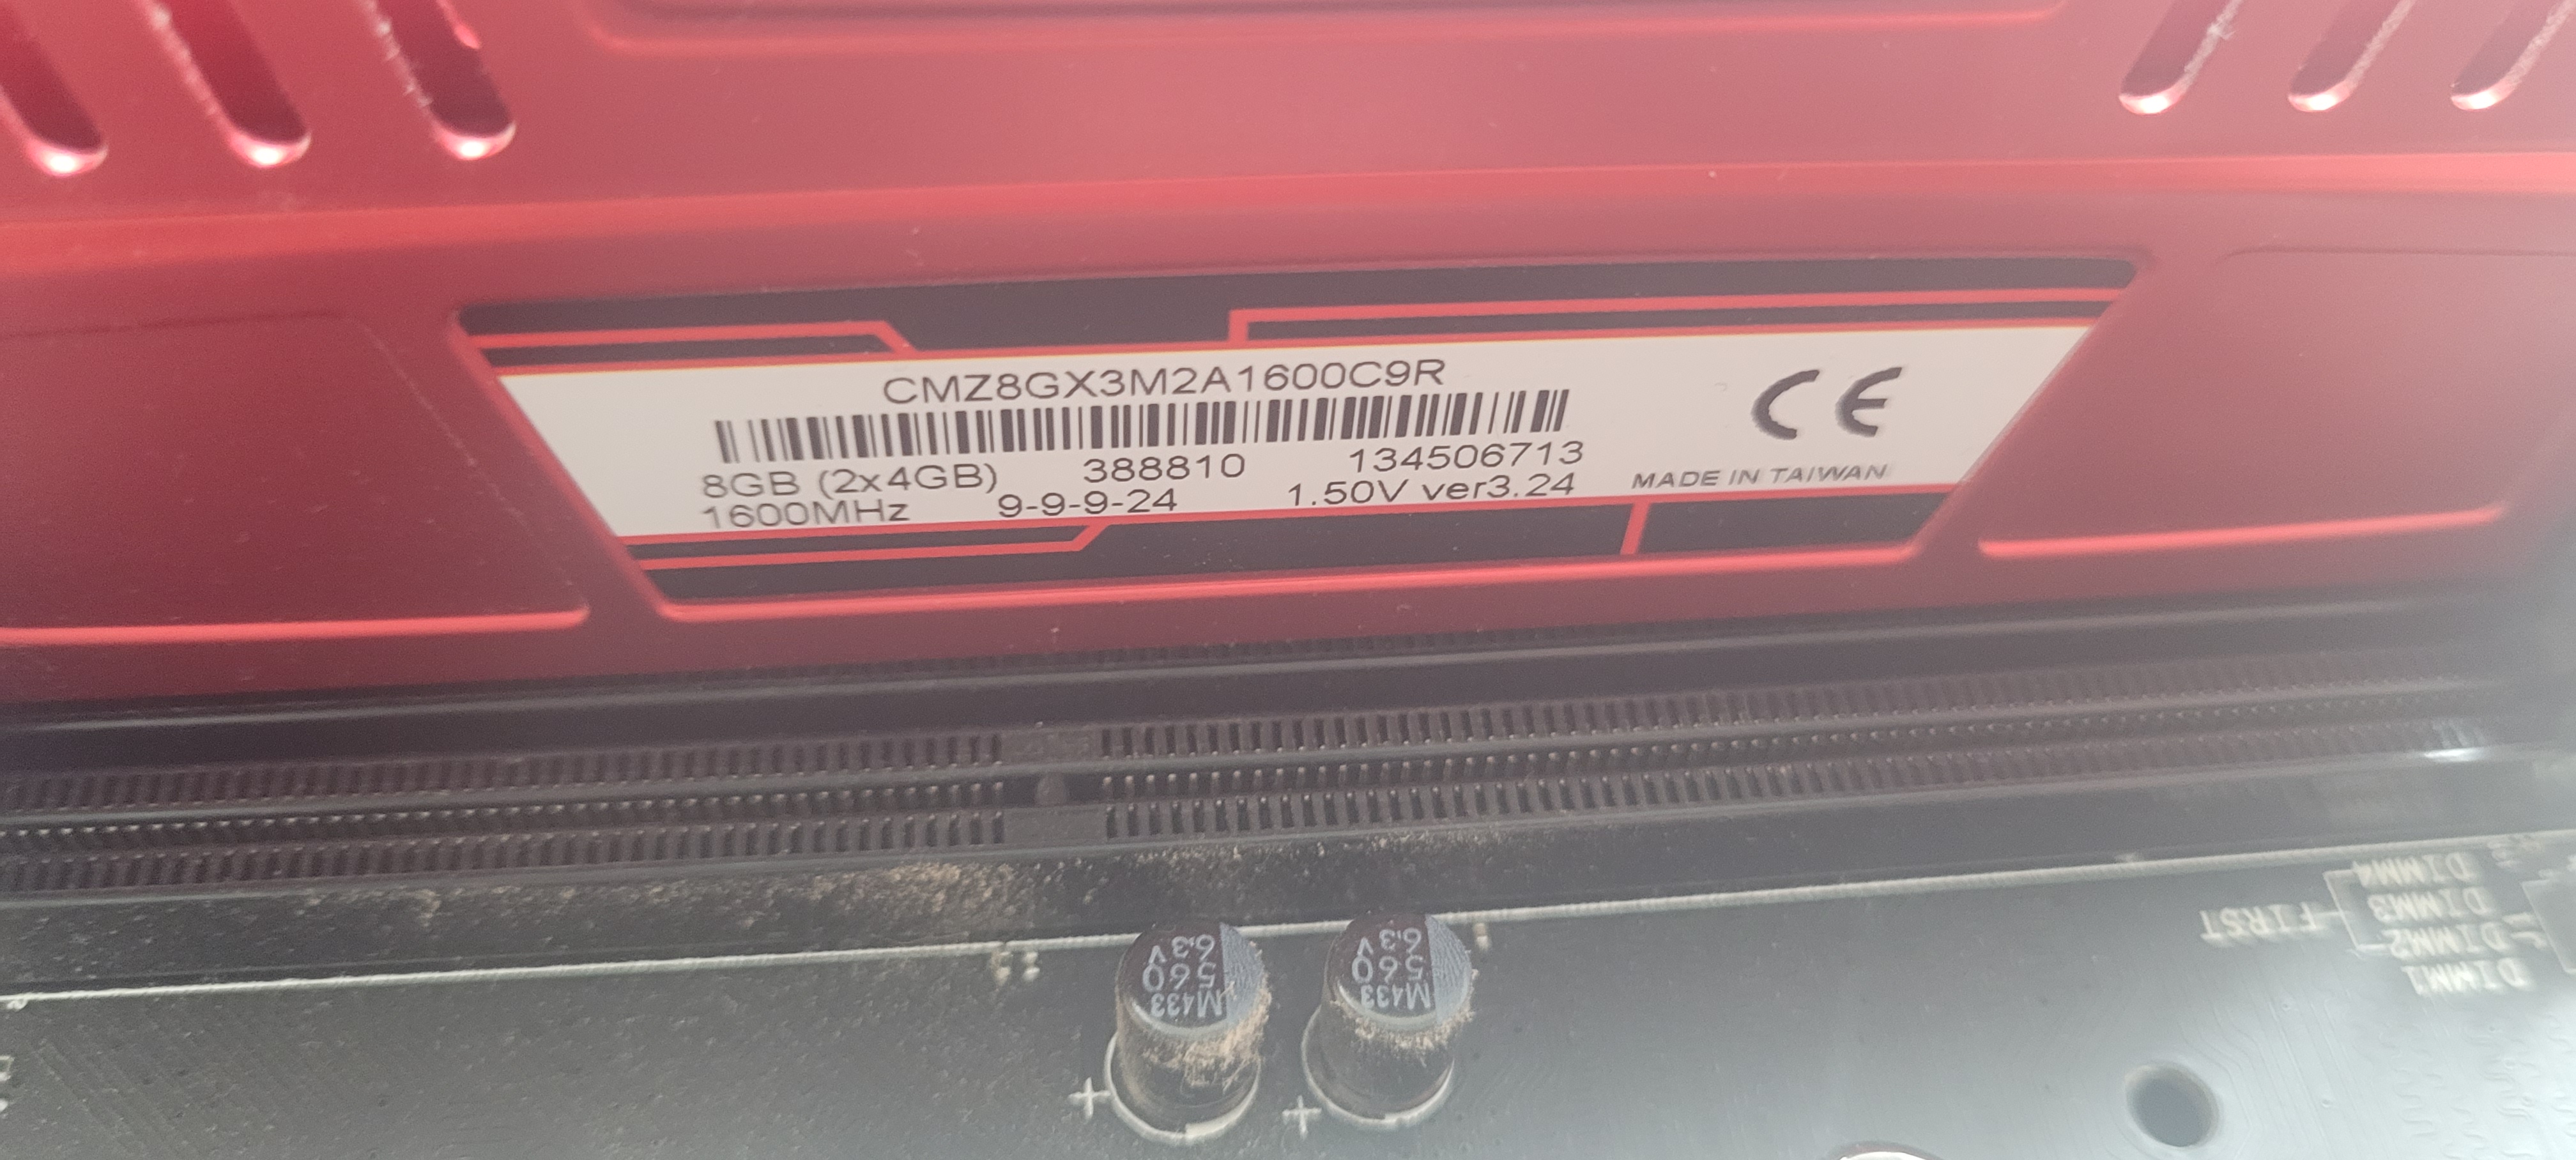 CMZ8GX3M2A1600C9R
8GB (2x4GB) 388810 134506713
1600MHz 9-9-9-24 1.50V ver3.24
CE
MADE IN TAIWAN
DIMM4
DIMM3
FIRST
DIMM2
DIMM1
M433
560
6.3V
M433
560
6.3V